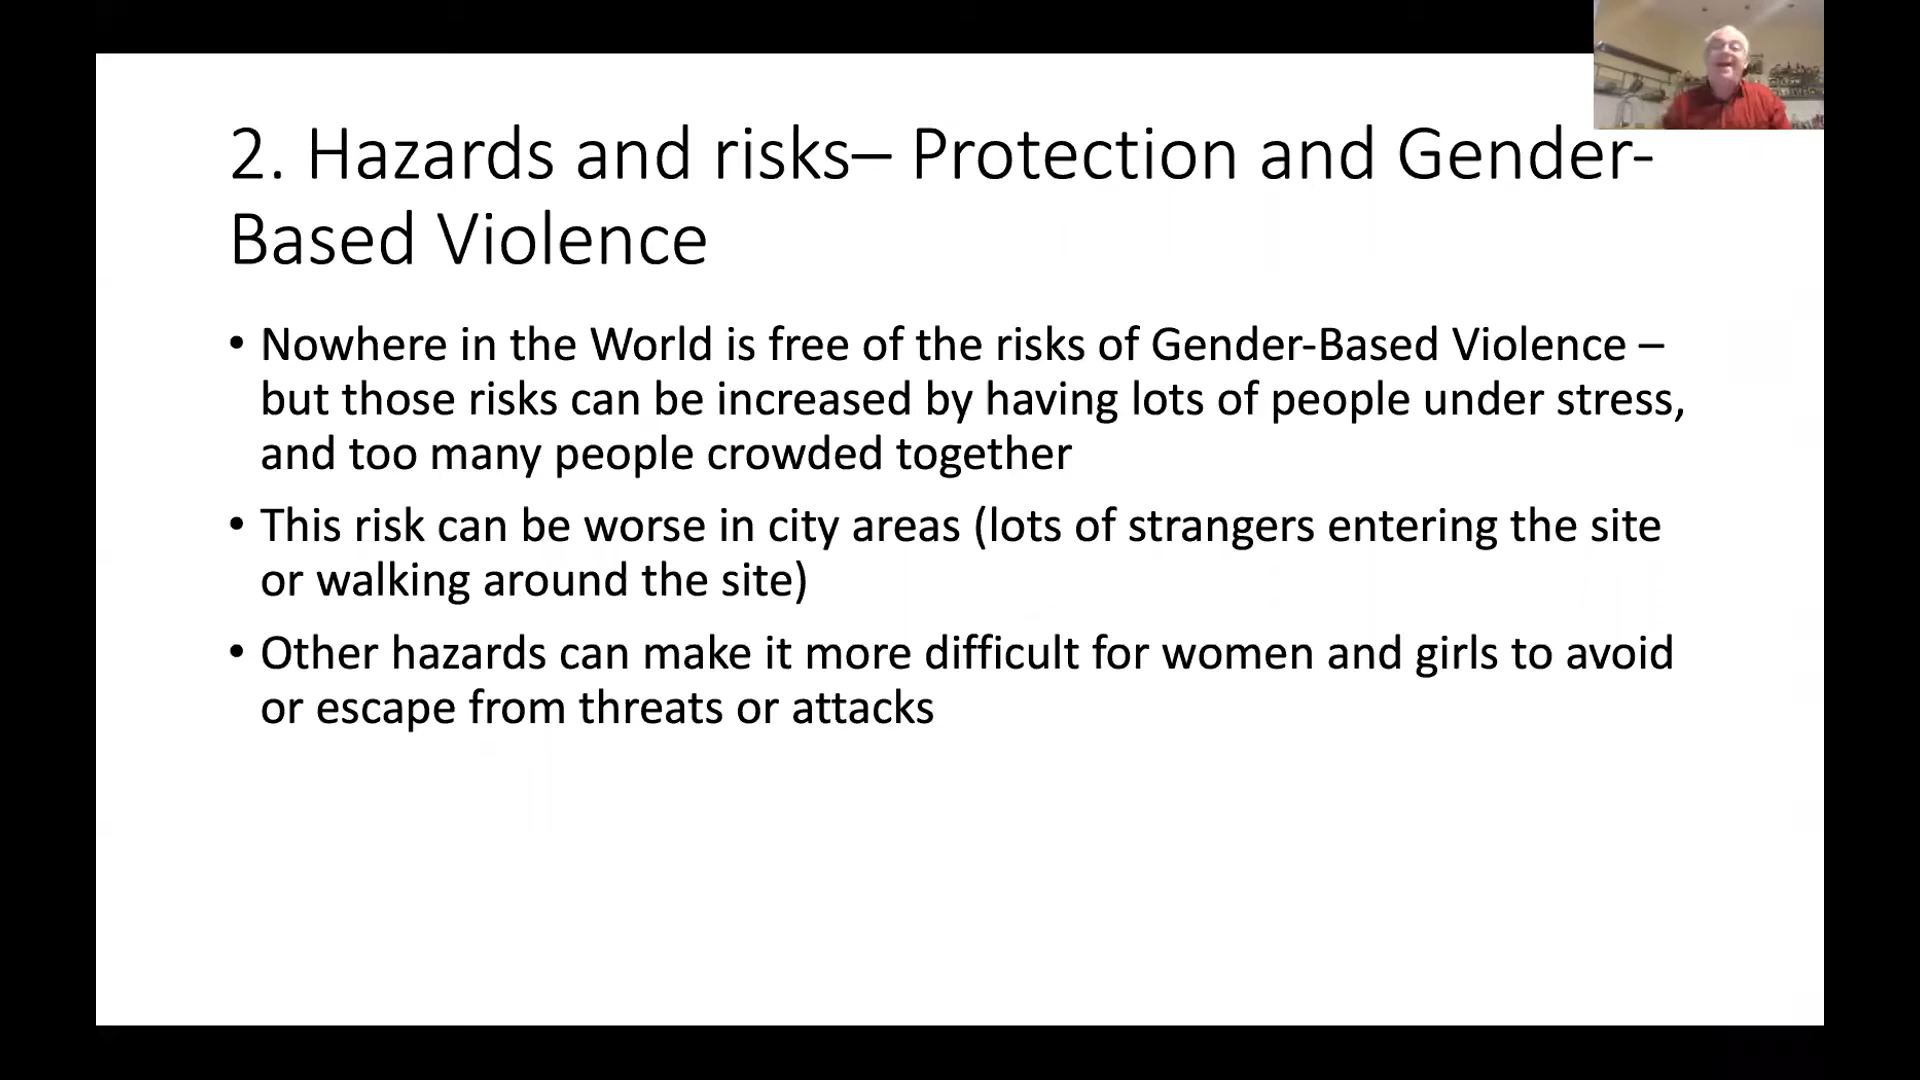 2. Hazards and risks– Protection and Gender-
Based Violence
• Nowhere in the World is free of the risks of Gender-Based Violence –
but those risks can be increased by having lots of people under stress,
and too many people crowded together
• This risk can be worse in city areas (lots of strangers entering the site
or walking around the site)
• Other hazards can make it more difficult for women and girls to avoid
or escape from threats or attacks